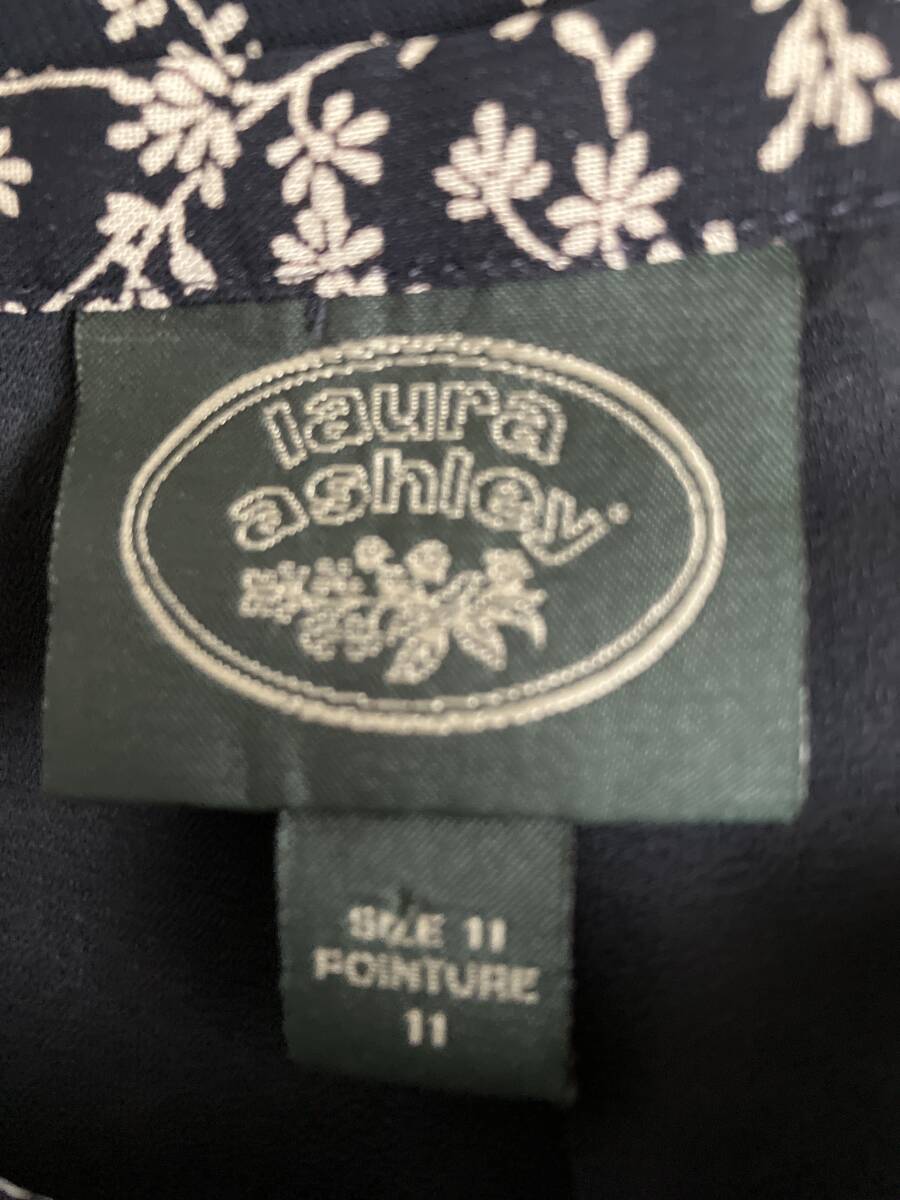 laura
ashley
SIZE 11
POINTURE
11